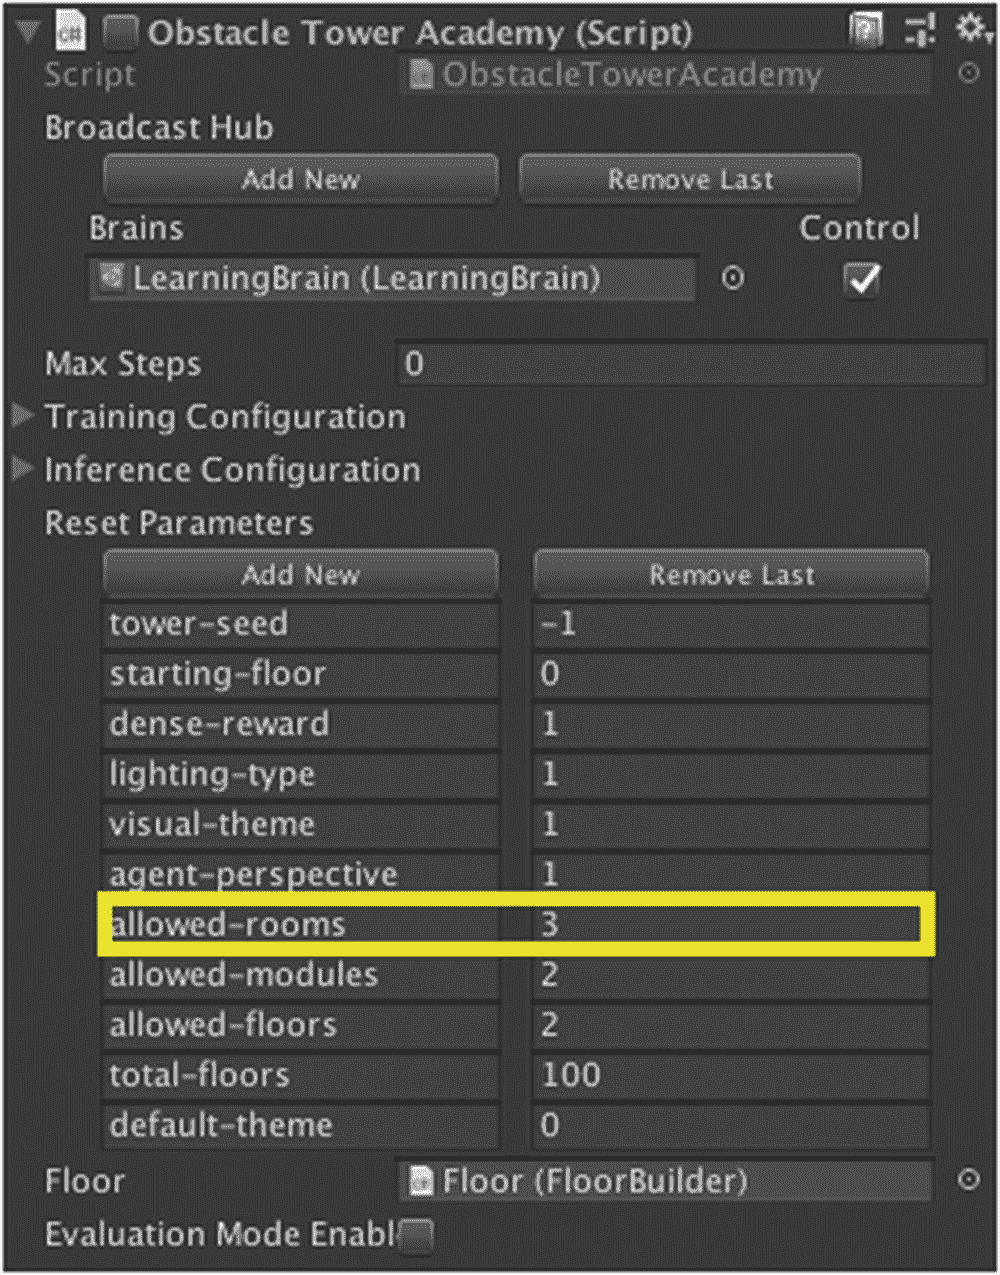 Obstacle Tower Academy (Script)
Script ObstacleTowerAcademy
Broadcast Hub
Add New Remove Last
Brains Control
LearningBrain (LearningBrain)
Max Steps 0
Training Configuration
Inference Configuration
Reset Parameters
Add New Remove Last
tower-seed -1
starting-floor 0
dense-reward 1
lighting-type 1
visual-theme 1
agent-perspective 1
allowed-rooms 3
allowed-modules 2
allowed-floors 2
total-floors 100
default-theme 0
Floor Floor (FloorBuilder)
Evaluation Mode Enabl